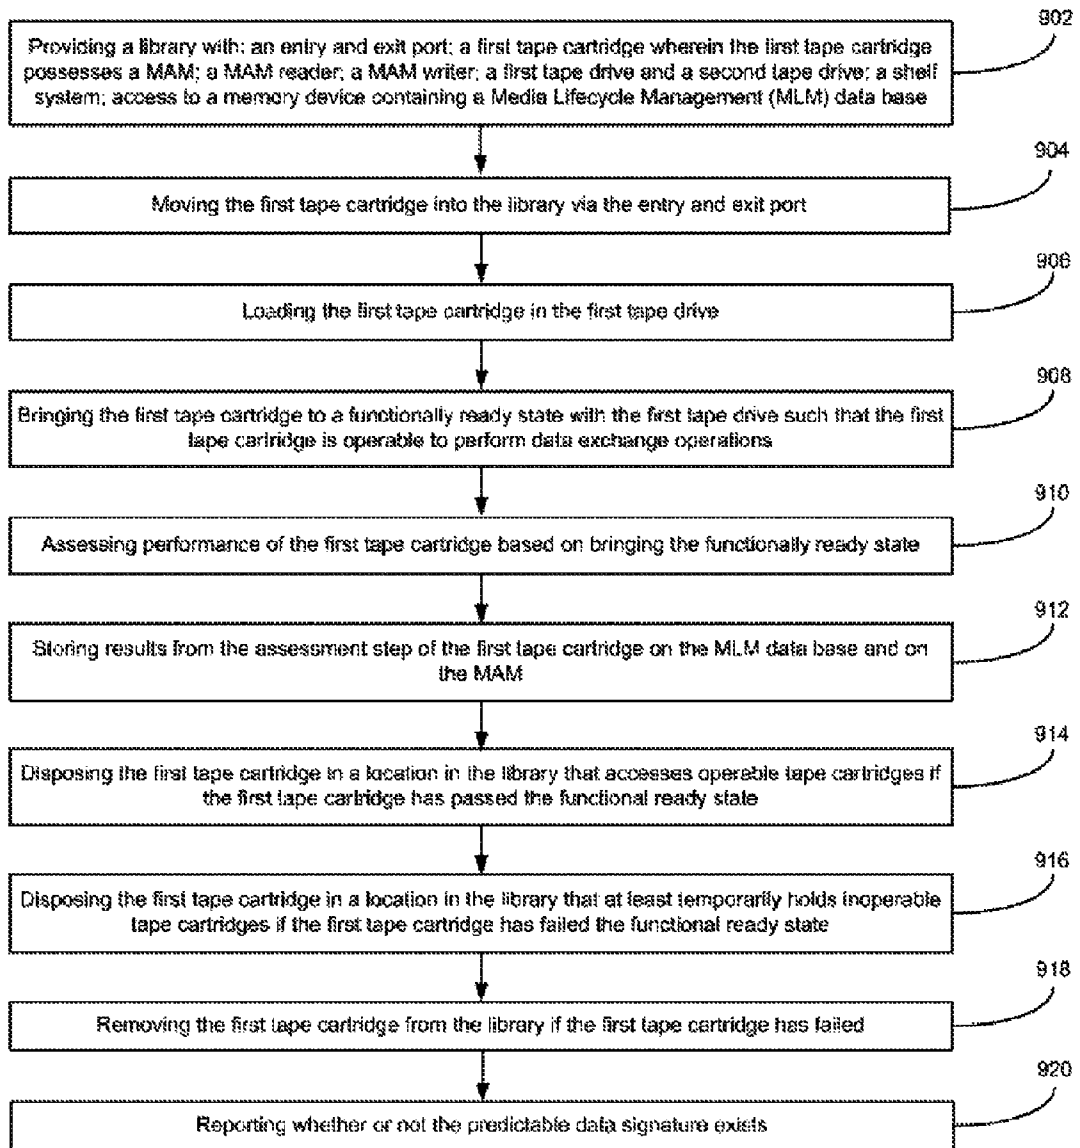 902
Providing a library with: an entry and exit port; a first tape cartridge wherein the first tape cartridge
possesses a MAM; a MAM reader; a MAM writer; a first tape drive and a second tape drive; a shelf
system; access to a memory device containing a Media Lifecycle Management (MLM) data base
904
Moving the first tape cartridge into the library via the entry and exit port
906
Loading the first tape cartridge in the first tape drive
908
Bringing the first tape cartridge to a functionally ready state with the first tape drive such that the first
tape cartridge is operable to perform data exchange operations
910
Assessing performance of the first tape cartridge based on bringing the functionally ready state
912
Storing results from the assessment step of the first tape cartridge on the MLM data base and on
the MAM
914
Disposing the first tape cartridge in a location in the library that accesses operable tape cartridges if
the first tape cartridge has passed the functional ready state
916
Disposing the first tape cartridge in a location in the library that at least temporarily holds inoperable
tape cartridges if the first tape cartridge has failed the functional ready state
918
Removing the first tape cartridge from the library if the first tape cartridge has failed
920
Reporting whether or not the predictable data signature exists